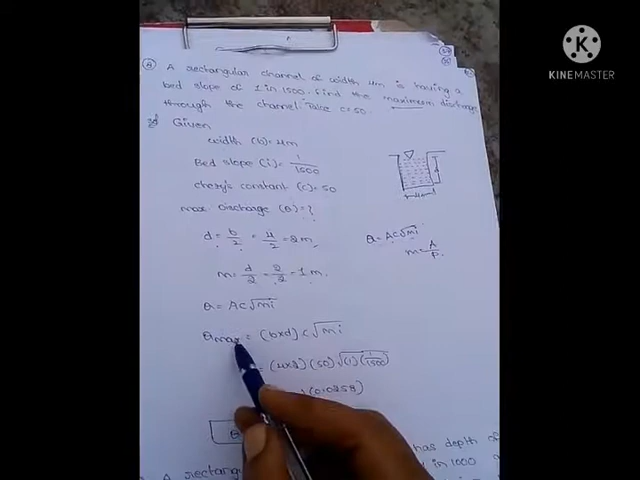 KINEMASTER
A rectangular channel of width 4m is having a
bed slope of 1 in 1500. Find the maximum discharge
through the channel. Take c=50.
Given
width (b) = 4m
Bed slope (i) = 1/1500
chezy's constant (c) = 50
max Discharge (Q) = ?
d = b/2 = 4/2 = 2m
m = d/2 = 2/2 = 1m.
Q = AC√mi
m = A/P
Q = AC√mi
Qmax = (b×d) c√mi
= (4×2) (50) √(1)(1/1500)
(0.0258)
has depth of
in 1000
A rectang